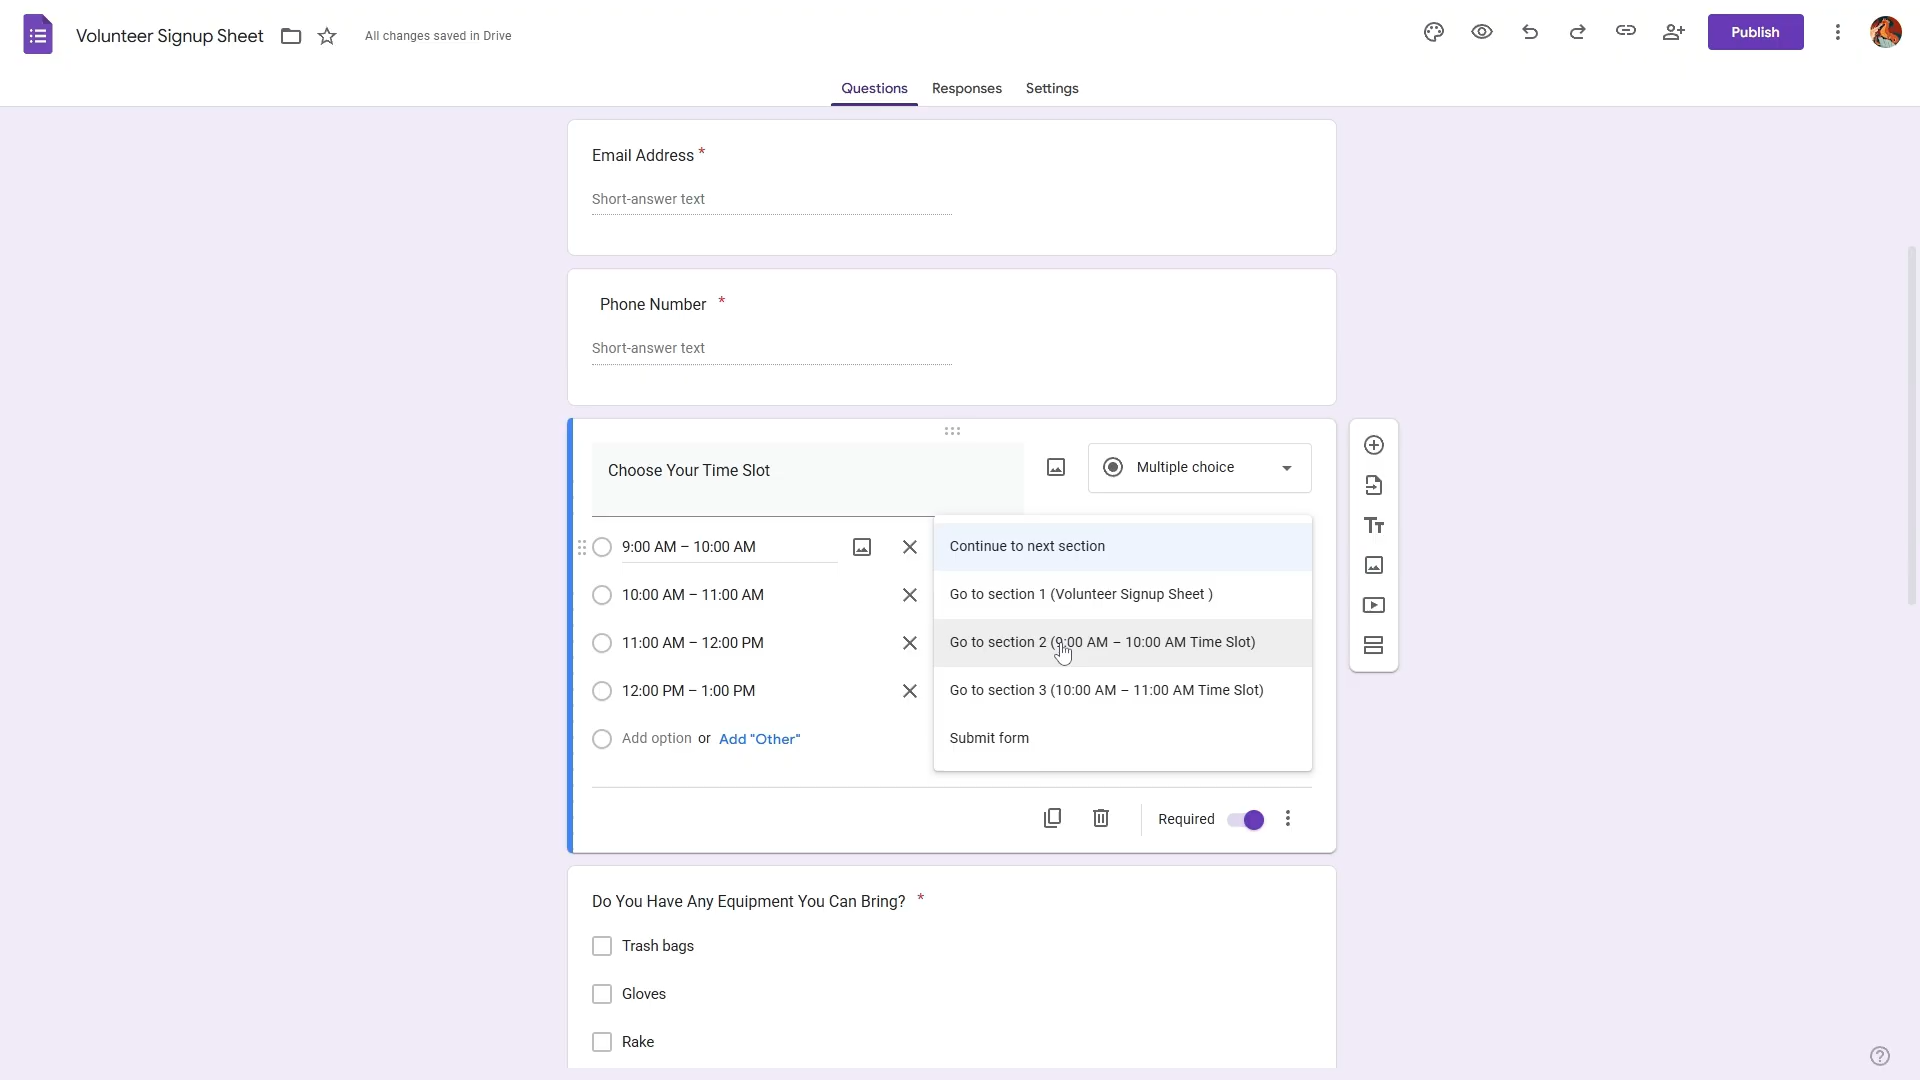 Volunteer Signup Sheet
All changes saved in Drive
Publish
Questions Responses Settings
Email Address *
Short-answer text
Phone Number *
Short-answer text
Choose Your Time Slot
Multiple choice
9:00 AM – 10:00 AM
Continue to next section
10:00 AM – 11:00 AM
Go to section 1 (Volunteer Signup Sheet )
11:00 AM – 12:00 PM
Go to section 2 (9:00 AM – 10:00 AM Time Slot)
12:00 PM – 1:00 PM
Go to section 3 (10:00 AM – 11:00 AM Time Slot)
Add option or Add "Other"
Submit form
Required
Do You Have Any Equipment You Can Bring? *
Trash bags
Gloves
Rake